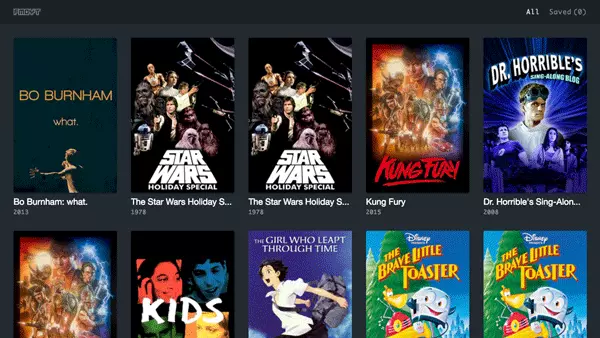 FMOVT
All Saved (0)
BO BURNHAM
what.
STAR
WARS
HOLIDAY SPECIAL
STAR
WARS
HOLIDAY SPECIAL
KUNG FURY
DR. HORRIBLE'S
SING-ALONG BLOG
Bo Burnham: what.
2013
The Star Wars Holiday S...
1978
The Star Wars Holiday S...
1978
Kung Fury
2015
Dr. Horrible's Sing-Alon...
2008
KIDS
THE GIRL WHO LEAPT
THROUGH TIME
Disney
THE
BRAVE LITTLE
TOASTER
Disney
THE
BRAVE LITTLE
TOASTER